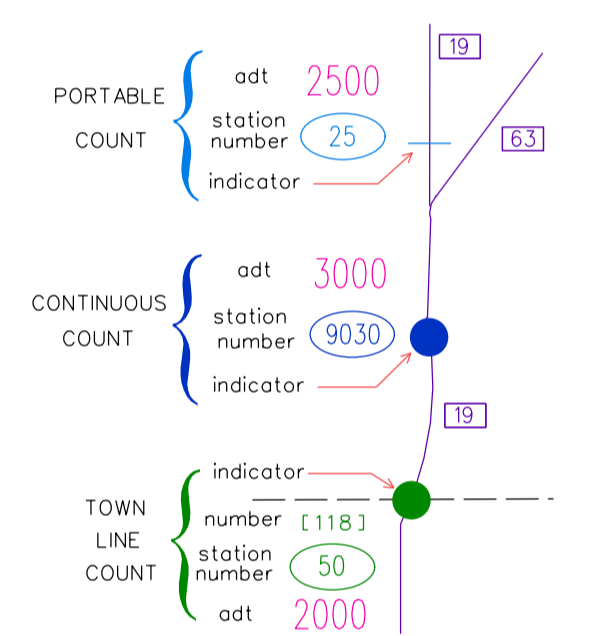 19
adt 2500
PORTABLE
COUNT
station
number 25
63
indicator
adt 3000
CONTINUOUS
COUNT
station
number 9030
indicator
19
indicator
TOWN
LINE
COUNT
number [118]
station
number 50
adt 2000